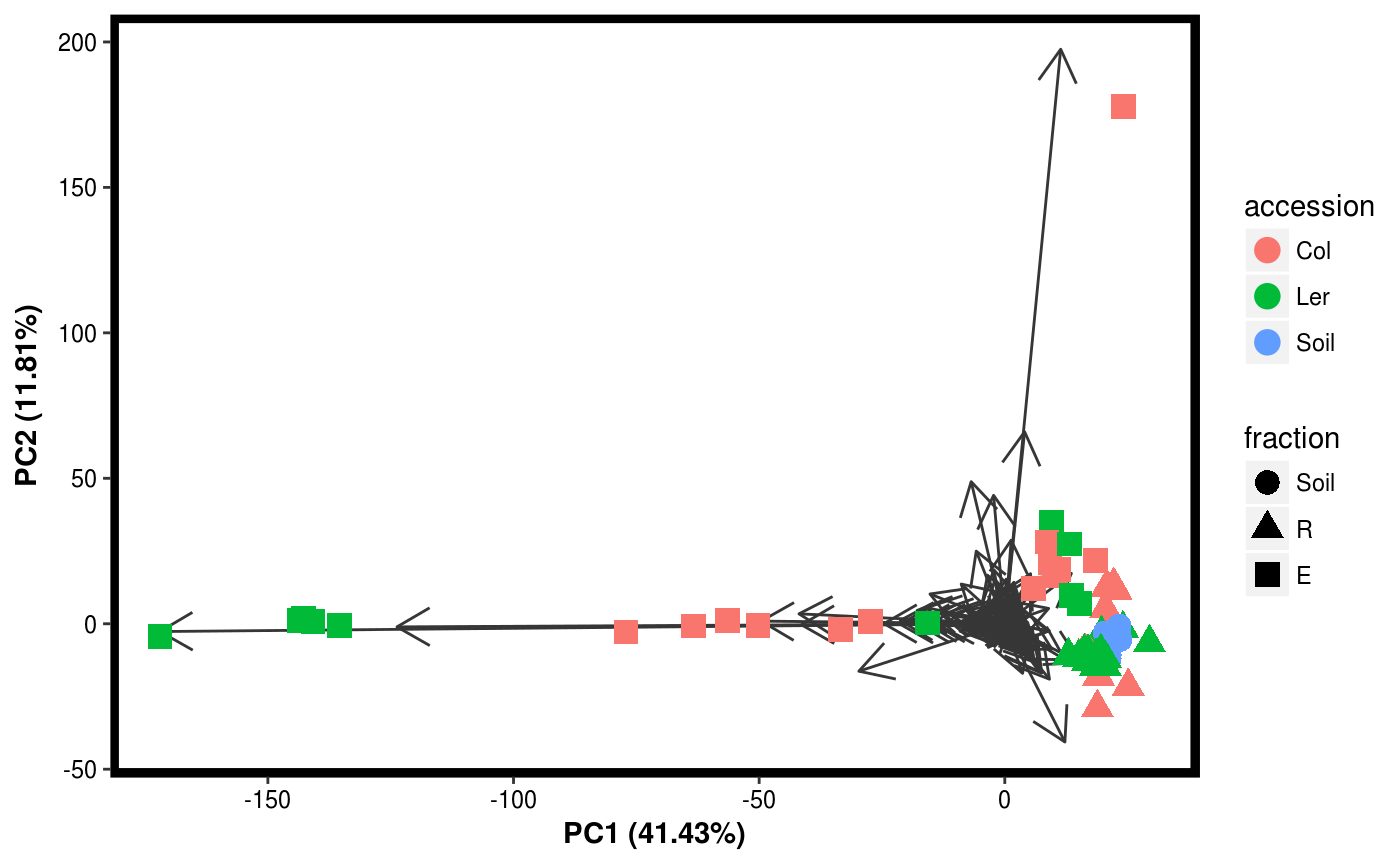 200
150
100
50
0
-50
-150
-100
-50
0
PC1 (41.43%)
PC2 (11.81%)
accession
Col
Ler
Soil
fraction
Soil
R
E